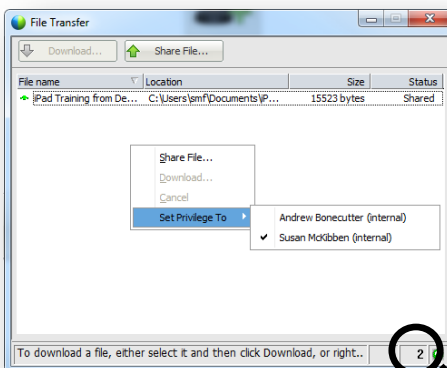 File Transfer
Download... Share File...
File name Location Size Status
iPad Training from De... C:\Users\smf\Documents\iP... 15523 bytes Shared
Share File...
Download...
Cancel
Set Privilege To
Andrew Bonecutter (internal)
Susan McKibben (internal)
To download a file, either select it and then click Download, or right.. 2